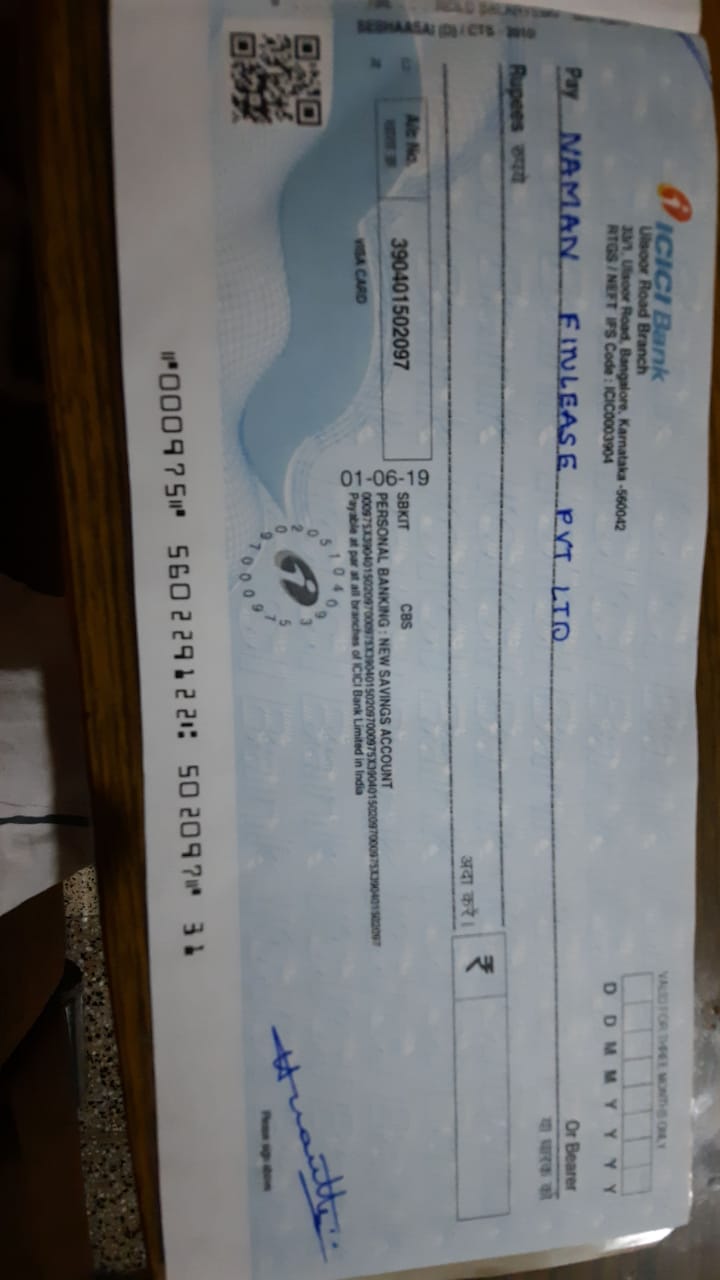 ICICI Bank
Ulsoor Road Branch
33/1, Ulsoor Road, Bangalore, Karnataka -560042
RTGS / NEFT IFS Code : ICIC0003904
VALID FOR THREE MONTHS ONLY
D D M M Y Y Y Y
Pay NAMAN FINLEASE PVT LTD
Or Bearer
या धारक को
Rupees रुपये
अदा करें।
₹
A/c No.
390401502097
VISA CARD
01-06-19
SBKIT CBS
PERSONAL BANKING : NEW SAVINGS ACCOUNT
000975X390401502097000975X390401502097000975X390401502097000975X390401502097
Payable at par at all branches of ICICI Bank Limited in India
SESHAASAI (D) / CTS - 2010
Please sign above
⑈000975⑈ 560229122⑆ 502097⑈ 31